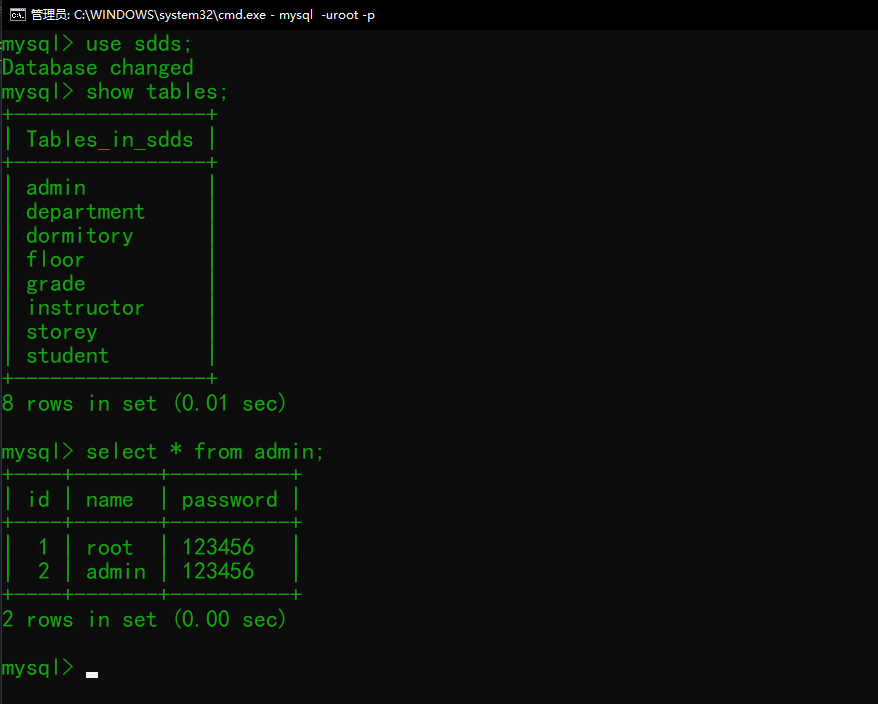 管理员: C:\WINDOWS\system32\cmd.exe - mysql  -uroot -p
mysql> use sdds;
Database changed
mysql> show tables;
+----------------+
| Tables_in_sdds |
+----------------+
| admin          |
| department     |
| dormitory      |
| floor          |
| grade          |
| instructor     |
| storey         |
| student        |
+----------------+
8 rows in set (0.01 sec)

mysql> select * from admin;
+----+-------+----------+
| id | name  | password |
+----+-------+----------+
|  1 | root  | 123456   |
|  2 | admin | 123456   |
+----+-------+----------+
2 rows in set (0.00 sec)

mysql>